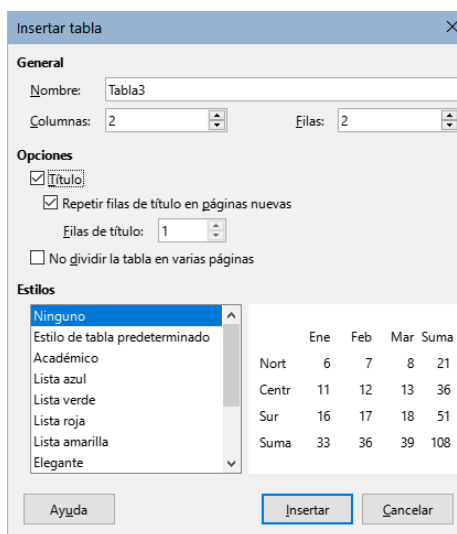 Insertar tabla
General
Nombre: Tabla3
Columnas: 2 Filas: 2
Opciones
Título
Repetir filas de título en páginas nuevas
Filas de título: 1
No dividir la tabla en varias páginas
Estilos
Ninguno
Estilo de tabla predeterminado
Académico
Lista azul
Lista verde
Lista roja
Lista amarilla
Elegante
Ene Feb Mar Suma
Nort 6 7 8 21
Centr 11 12 13 36
Sur 16 17 18 51
Suma 33 36 39 108
Ayuda Insertar Cancelar